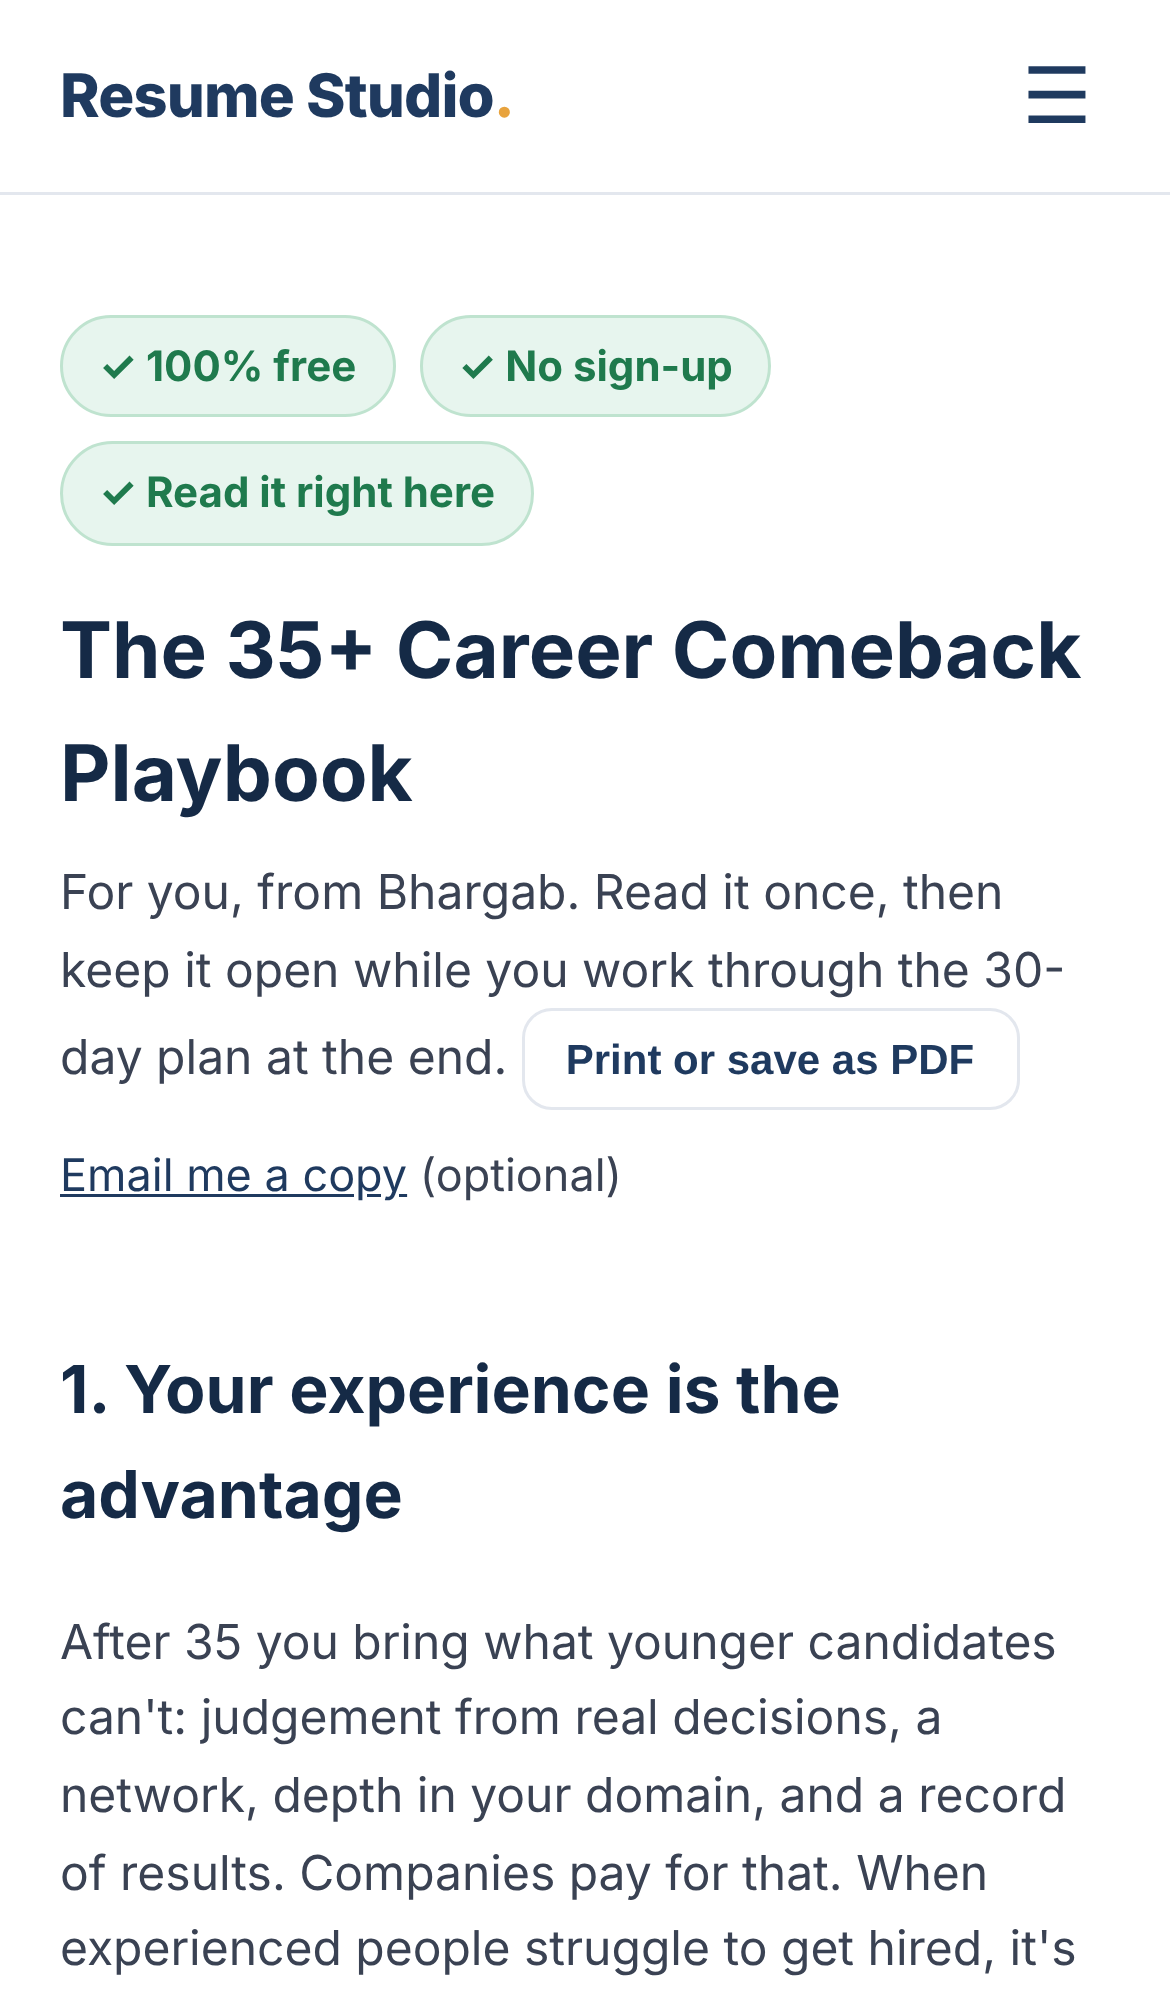 Resume Studio.
✓ 100% free ✓ No sign-up
✓ Read it right here
The 35+ Career Comeback
Playbook
For you, from Bhargab. Read it once, then
keep it open while you work through the 30-
day plan at the end. Print or save as PDF
Email me a copy (optional)
1. Your experience is the
advantage
After 35 you bring what younger candidates
can't: judgement from real decisions, a
network, depth in your domain, and a record
of results. Companies pay for that. When
experienced people struggle to get hired, it's